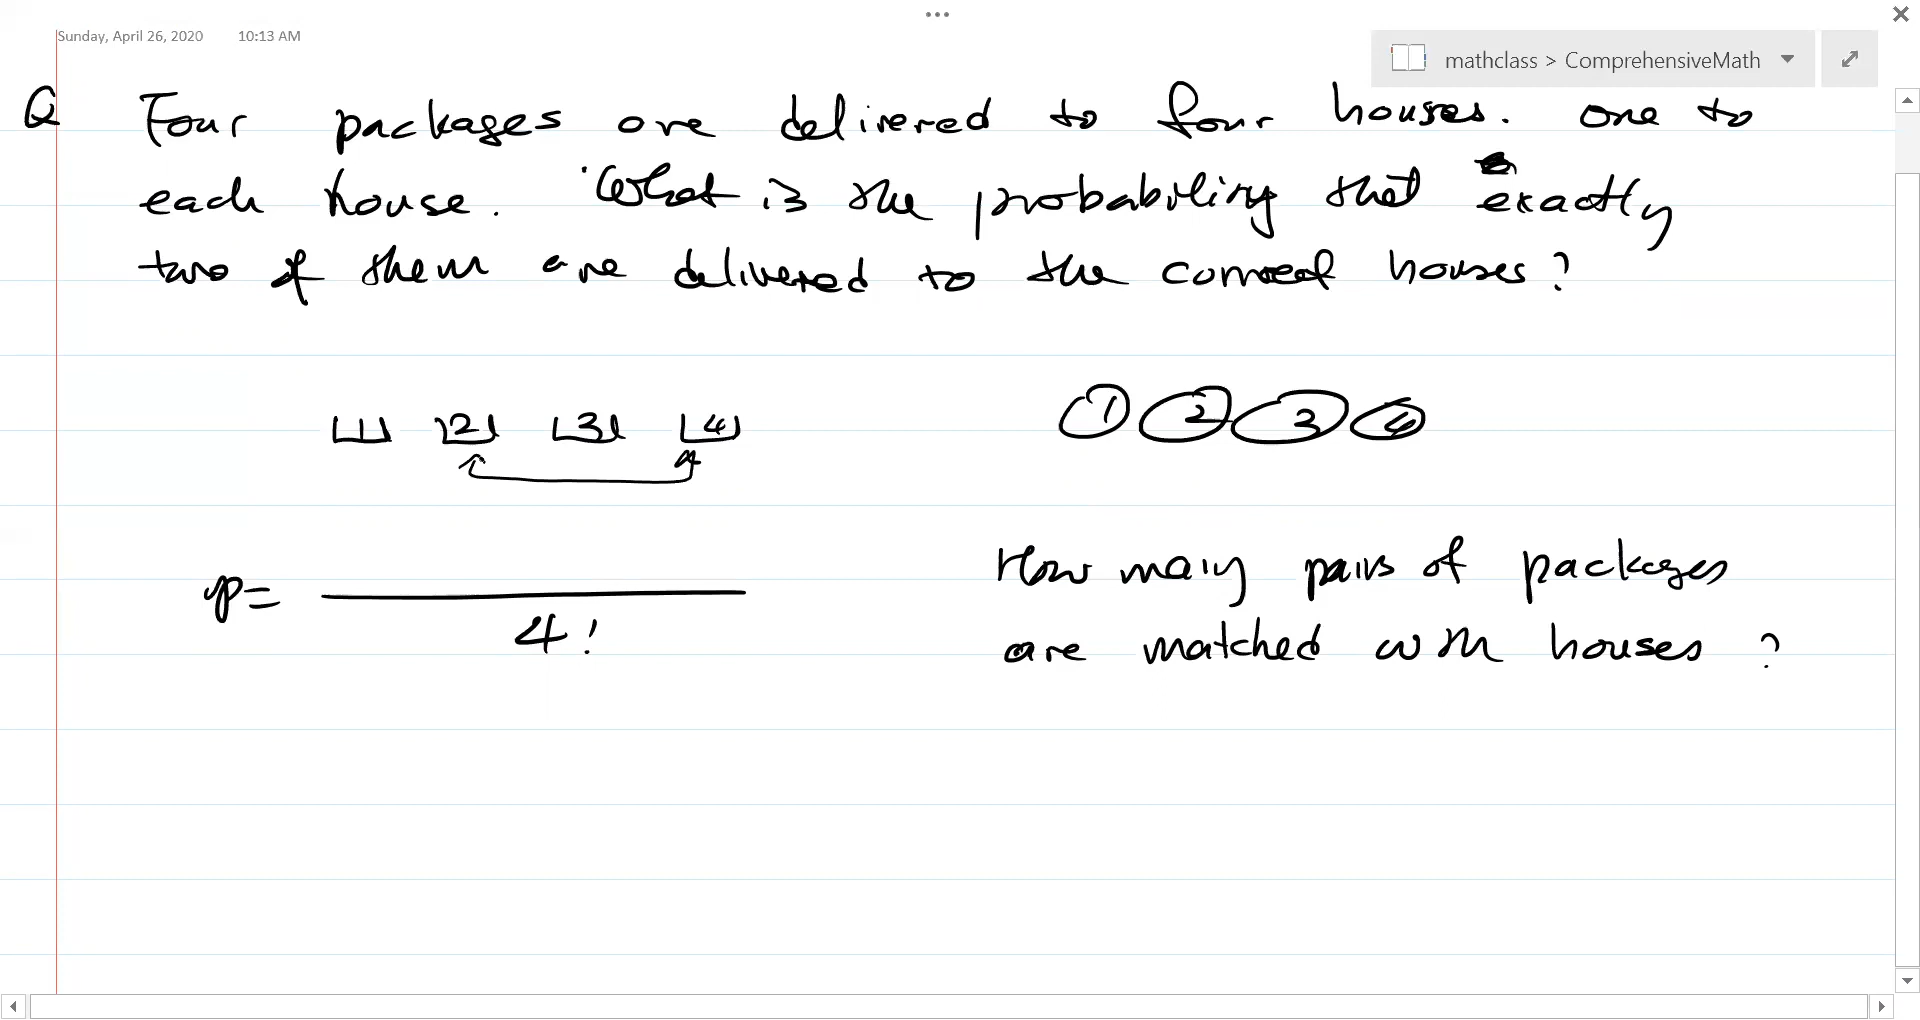 Sunday, April 26, 2020 10:13 AM
mathclass > ComprehensiveMath
Q Four packages are delivered to four houses. one to
each house. What is the probability that exactly
two of them are delivered to the correct houses?
1 2 3 4 1 2 3 4
p = 
4!
How many pairs of packages
are matched with houses?